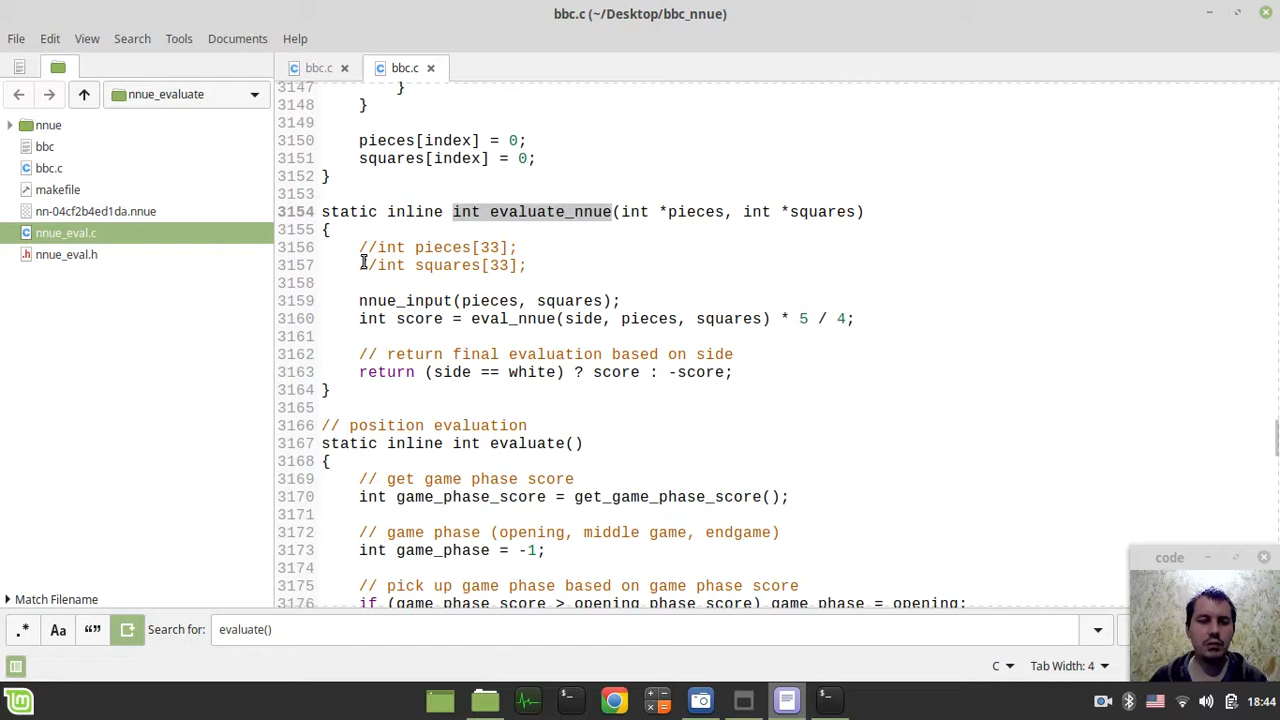 bbc.c (~/Desktop/bbc_nnue)
File Edit View Search Tools Documents Help
bbc.c bbc.c
nnue_evaluate
nnue
bbc
bbc.c
makefile
nn-04cf2b4ed1da.nnue
nnue_eval.c
nnue_eval.h
Match Filename
3147 }
3148 }
3149
3150 pieces[index] = 0;
3151 squares[index] = 0;
3152 }
3153
3154 static inline int evaluate_nnue(int *pieces, int *squares)
3155 {
3156 //int pieces[33];
3157 //int squares[33];
3158
3159 nnue_input(pieces, squares);
3160 int score = eval_nnue(side, pieces, squares) * 5 / 4;
3161
3162 // return final evaluation based on side
3163 return (side == white) ? score : -score;
3164 }
3165
3166 // position evaluation
3167 static inline int evaluate()
3168 {
3169 // get game phase score
3170 int game_phase_score = get_game_phase_score();
3171
3172 // game phase (opening, middle game, endgame)
3173 int game_phase = -1;
3174
3175 // pick up game phase based on game phase score
3176 if (game_phase_score > opening_phase_score) game_phase = opening;
code
.* Aa “” Search for: evaluate()
C Tab Width: 4
18:44